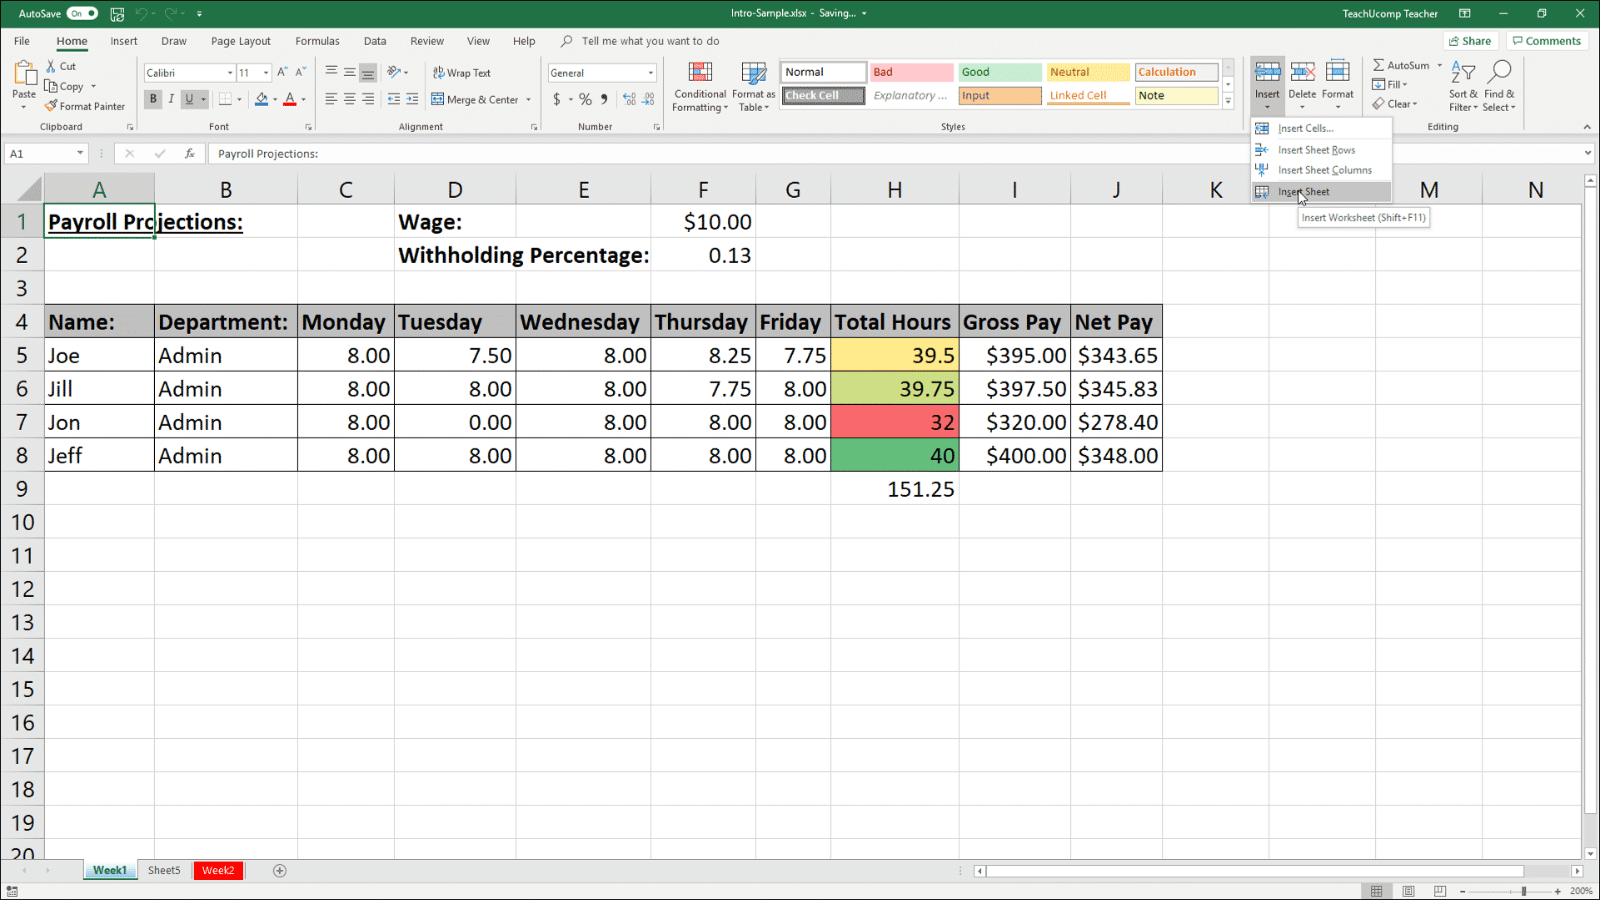 AutoSave On Intro-Sample.xlsx - Saving... TeachUcomp Teacher
File Home Insert Draw Page Layout Formulas Data Review View Help Tell me what you want to do Share Comments
Paste
Cut
Copy
Format Painter
Clipboard
Calibri 11 A A
B I U A
Font
Wrap Text
Merge & Center
Alignment
General
$ % ,
Number
Conditional Formatting
Format as Table
Normal Bad Good Neutral Calculation
Check Cell Explanatory ... Input Linked Cell Note
Styles
Insert Delete Format
AutoSum
Fill
Clear
Sort & Filter
Find & Select
Editing
Insert Cells...
Insert Sheet Rows
Insert Sheet Columns
Insert Sheet
Insert Worksheet (Shift+F11)
A1 fx Payroll Projections:
A B C D E F G H I J K M N
1 Payroll Projections: Wage: $10.00
2 Withholding Percentage: 0.13
3
4 Name: Department: Monday Tuesday Wednesday Thursday Friday Total Hours Gross Pay Net Pay
5 Joe Admin 8.00 7.50 8.00 8.25 7.75 39.5 $395.00 $343.65
6 Jill Admin 8.00 8.00 8.00 7.75 8.00 39.75 $397.50 $345.83
7 Jon Admin 8.00 0.00 8.00 8.00 8.00 32 $320.00 $278.40
8 Jeff Admin 8.00 8.00 8.00 8.00 8.00 40 $400.00 $348.00
9 151.25
10
11
12
13
14
15
16
17
18
19
20
Week1 Sheet5 Week2
200%